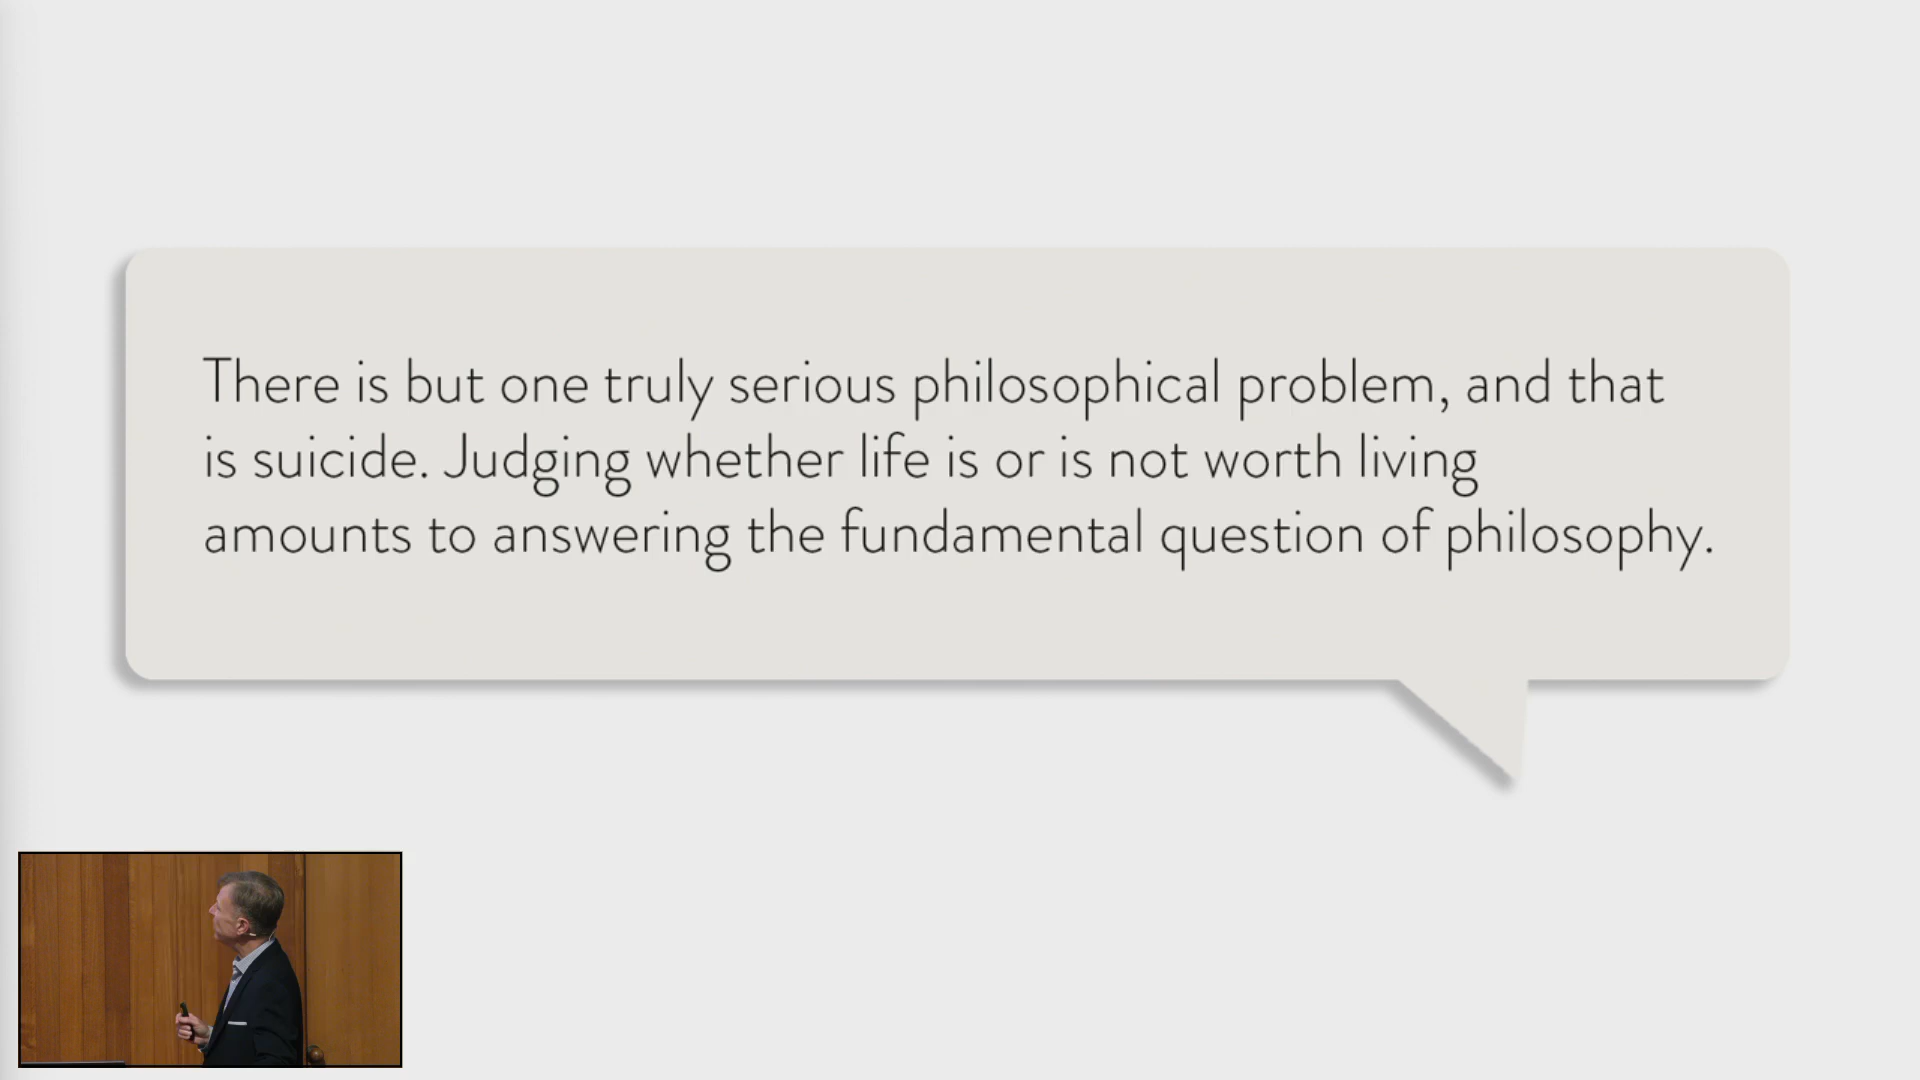 There is but one truly serious philosophical problem, and that
is suicide. Judging whether life is or is not worth living
amounts to answering the fundamental question of philosophy.